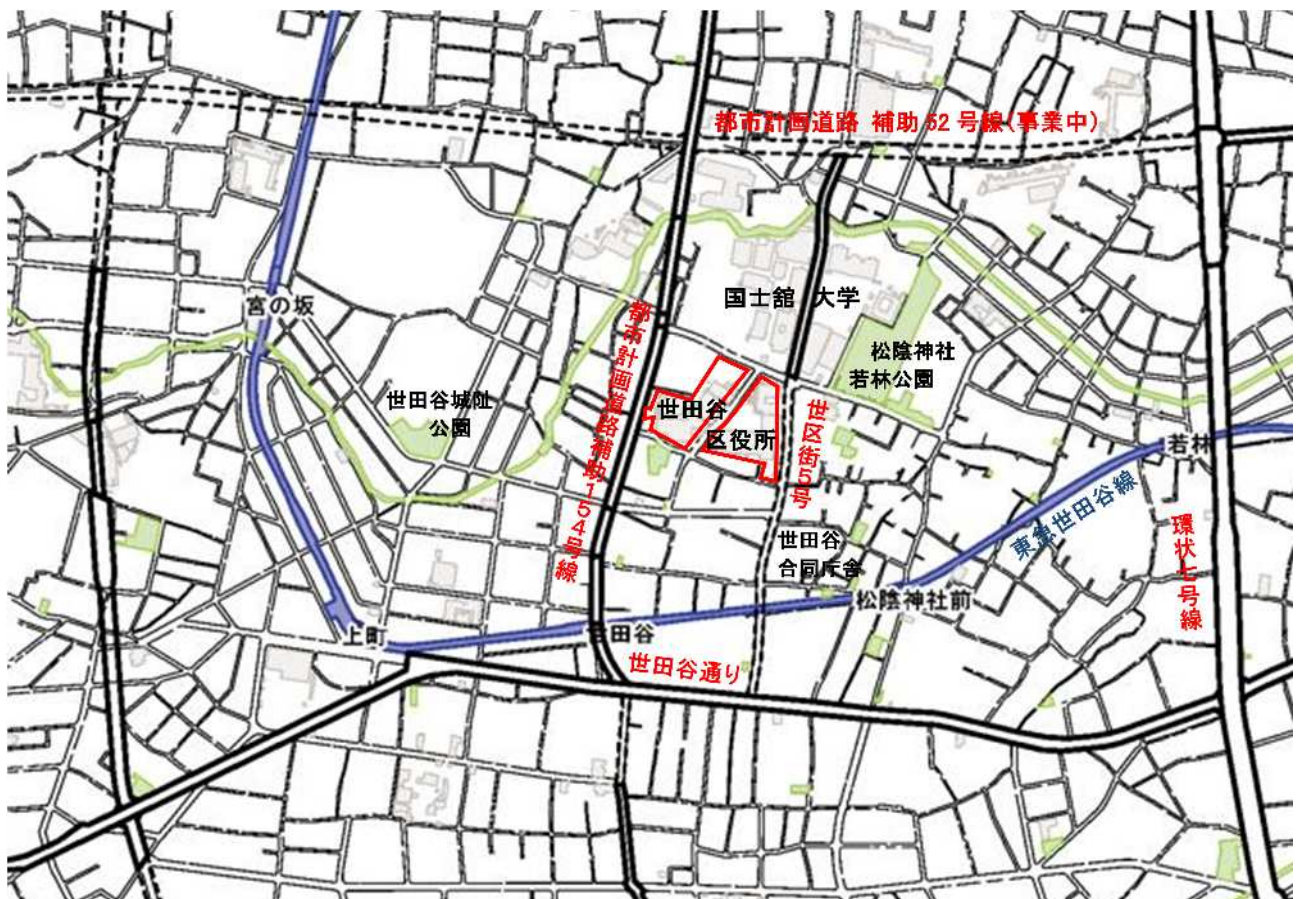 都市計画道路 補助52号線(事業中)
国士舘 大学
宮の坂
都市計画道路補助154号線
松陰神社
若林公園
世田谷城址
公園
世田谷
区役所
世区街5号
若林
東急世田谷線
環状七号線
世田谷
合同庁舎
松陰神社前
上町
世田谷
世田谷通り